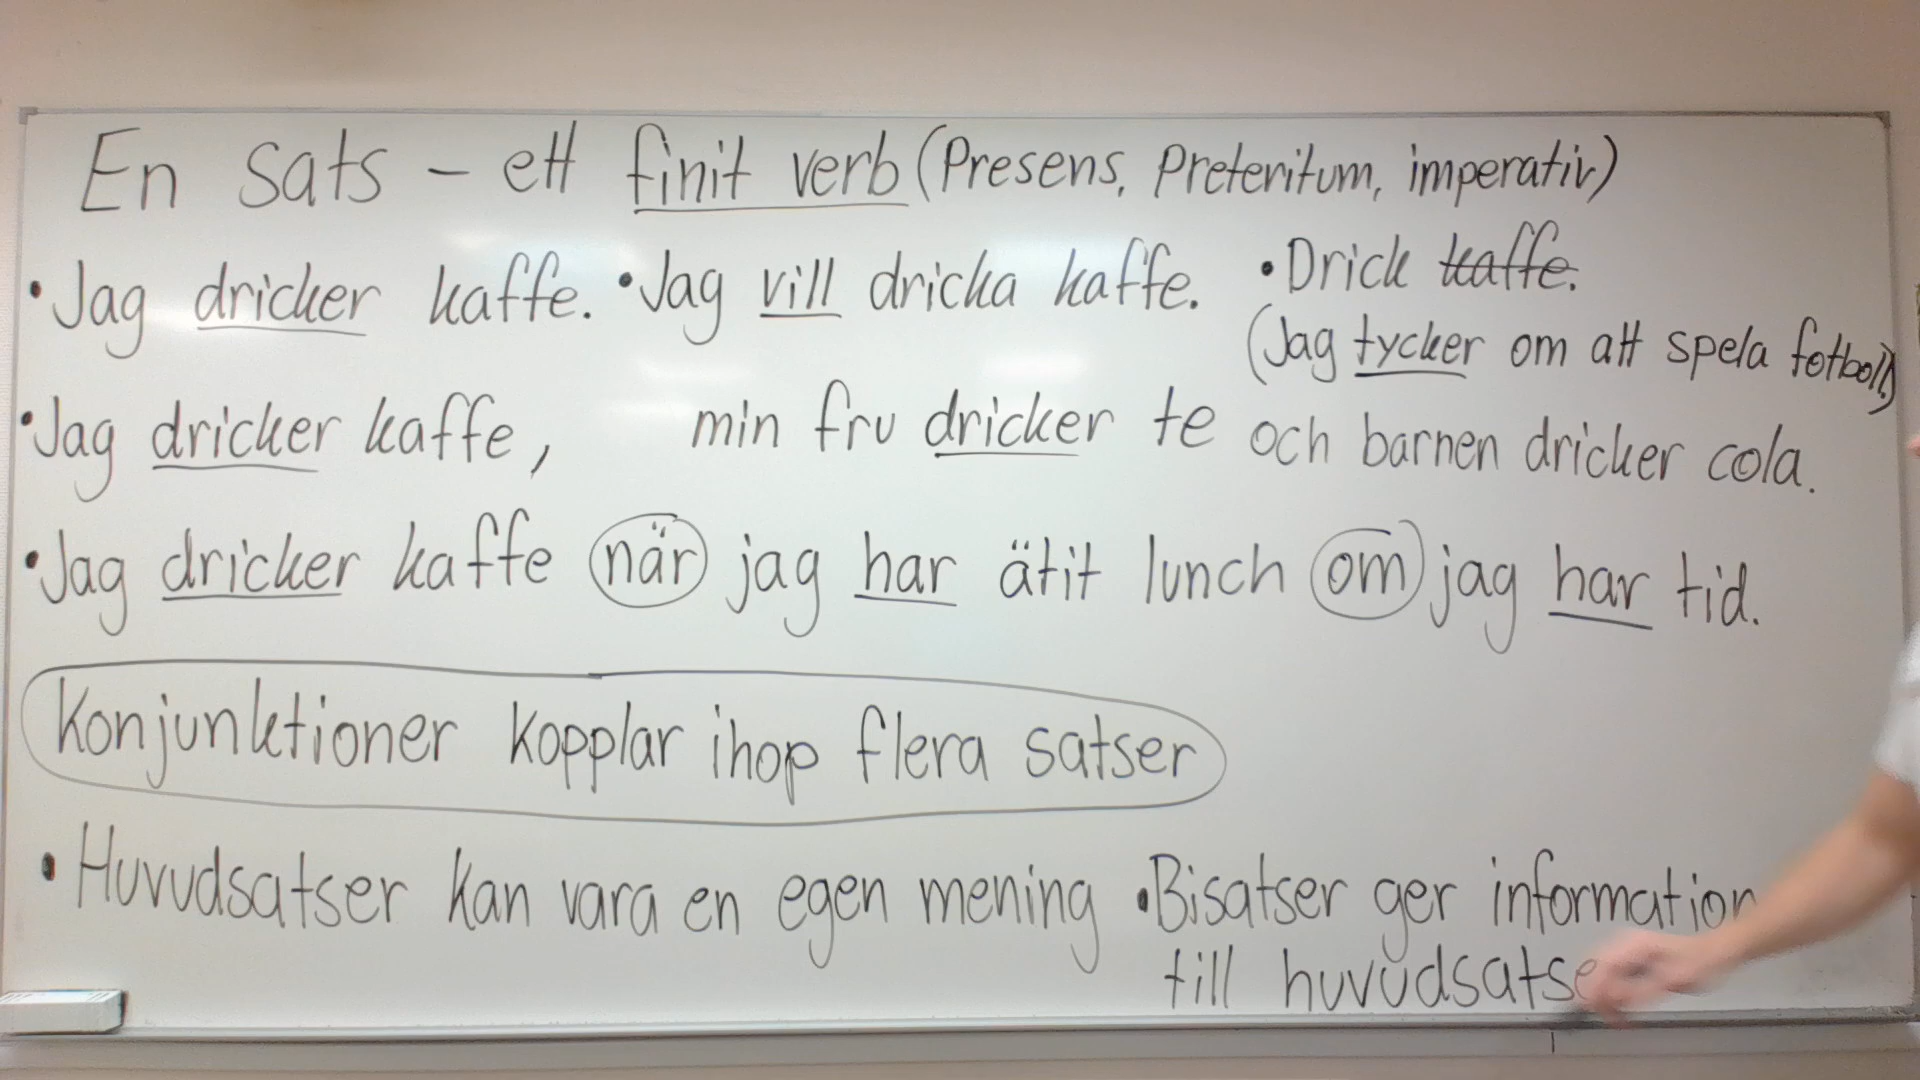 En sats – ett finit verb (Presens, Preteritum, imperativ)
• Jag dricker kaffe. • Jag vill dricka kaffe. • Drick kaffe.
(Jag tycker om att spela fotboll.)
• Jag dricker kaffe, min fru dricker te och barnen dricker cola.
• Jag dricker kaffe när jag har ätit lunch om jag har tid.
Konjunktioner kopplar ihop flera satser
• Huvudsatser kan vara en egen mening • Bisatser ger information
till